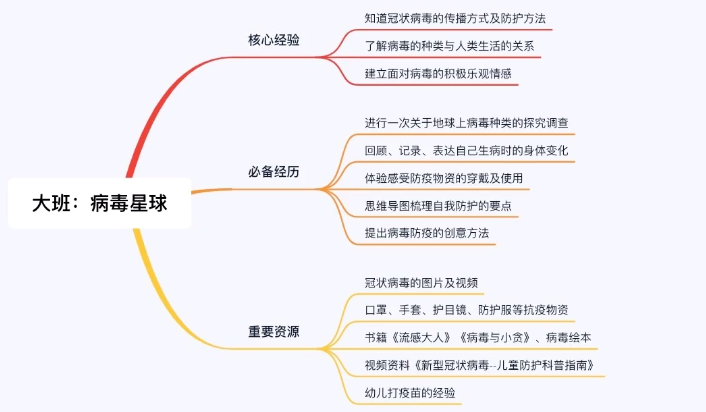 大班：病毒星球
核心经验
知道冠状病毒的传播方式及防护方法
了解病毒的种类与人类生活的关系
建立面对病毒的积极乐观情感
必备经历
进行一次关于地球上病毒种类的探究调查
回顾、记录、表达自己生病时的身体变化
体验感受防疫物资的穿戴及使用
思维导图梳理自我防护的要点
提出病毒防疫的创意方法
重要资源
冠状病毒的图片及视频
口罩、手套、护目镜、防护服等抗疫物资
书籍《流感大人》《病毒与小贪》、病毒绘本
视频资料《新型冠状病毒--儿童防护科普指南》
幼儿打疫苗的经验